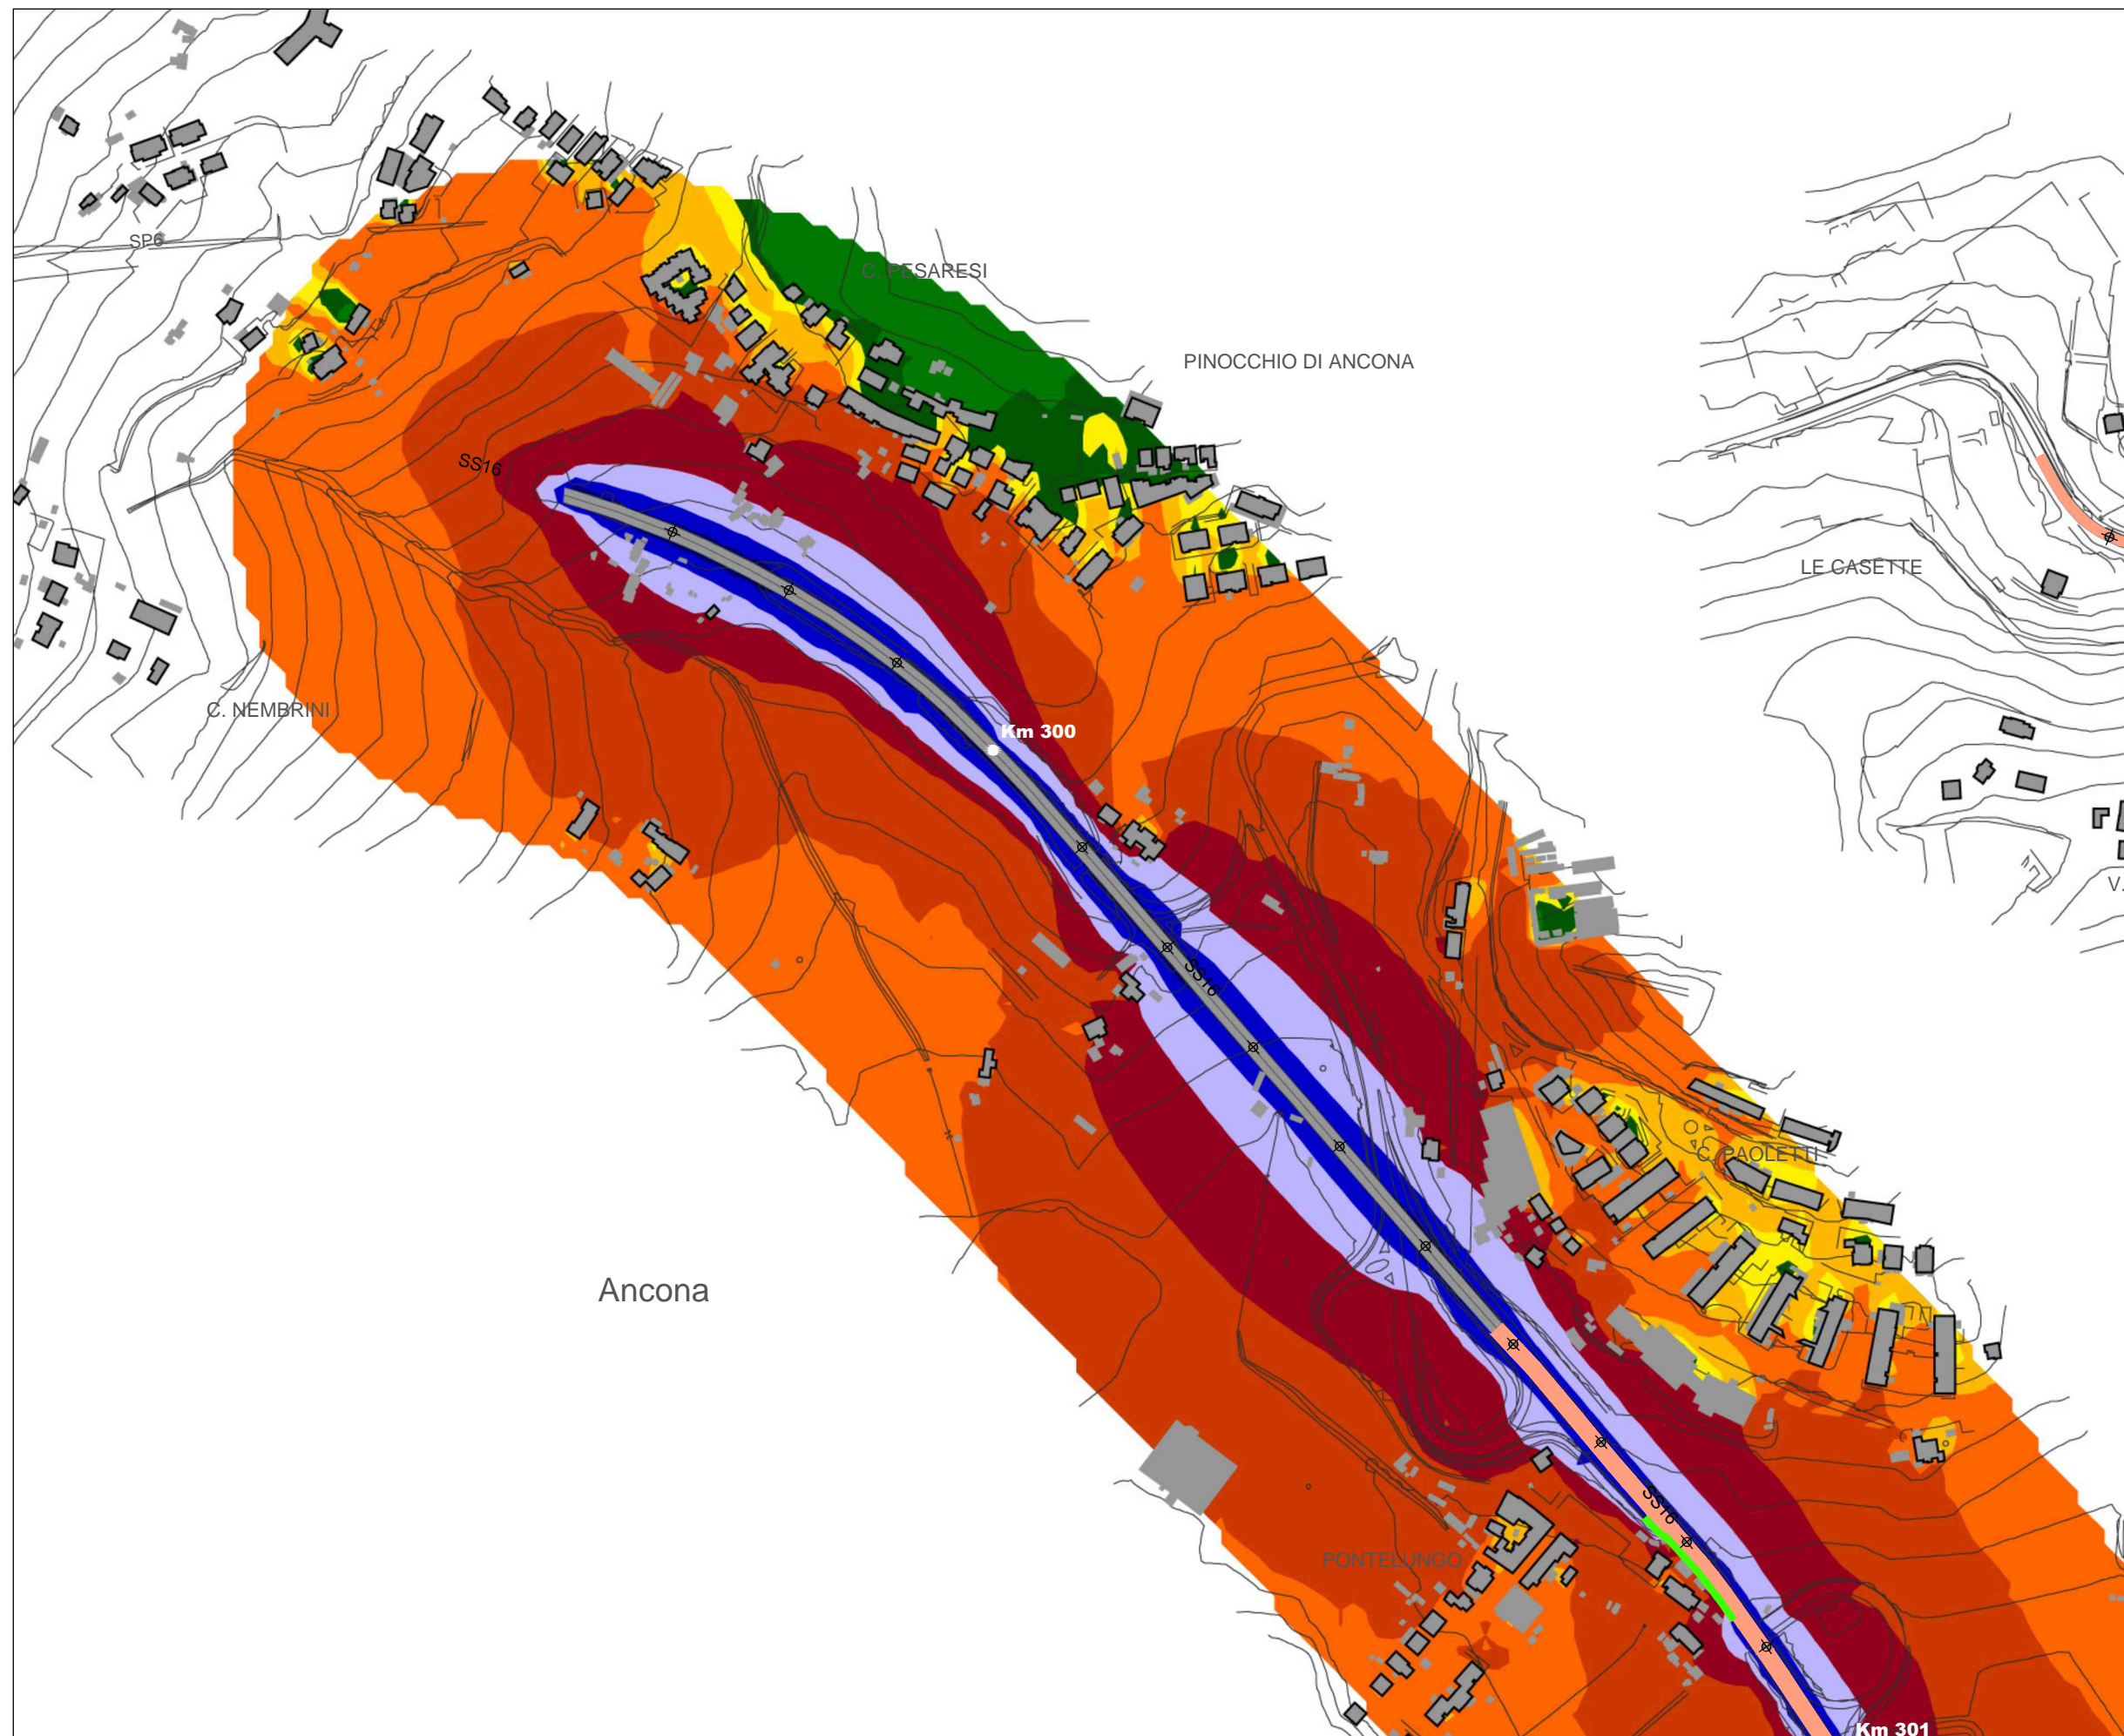 SP6
C. PESARESI
PINOCCHIO DI ANCONA
SS16
LE CASETTE
C. NEMBRINI
Km 300
V.
SS16
C. PAOLETTI
Ancona
SS16
PONTELUNGO
Km 301